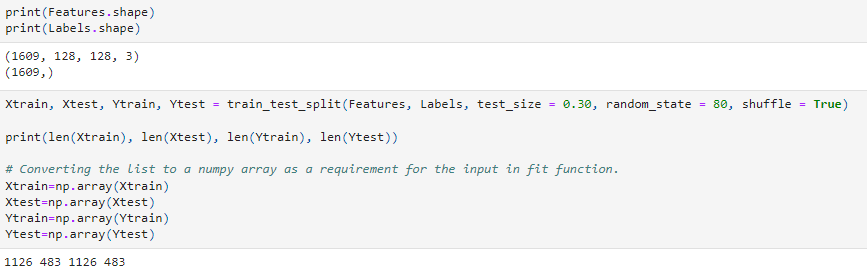 print(Features.shape)
print(Labels.shape)
(1609, 128, 128, 3)
(1609,)
Xtrain, Xtest, Ytrain, Ytest = train_test_split(Features, Labels, test_size = 0.30, random_state = 80, shuffle = True)
print(len(Xtrain), len(Xtest), len(Ytrain), len(Ytest))
# Converting the list to a numpy array as a requirement for the input in fit function.
Xtrain=np.array(Xtrain)
Xtest=np.array(Xtest)
Ytrain=np.array(Ytrain)
Ytest=np.array(Ytest)
1126 483 1126 483